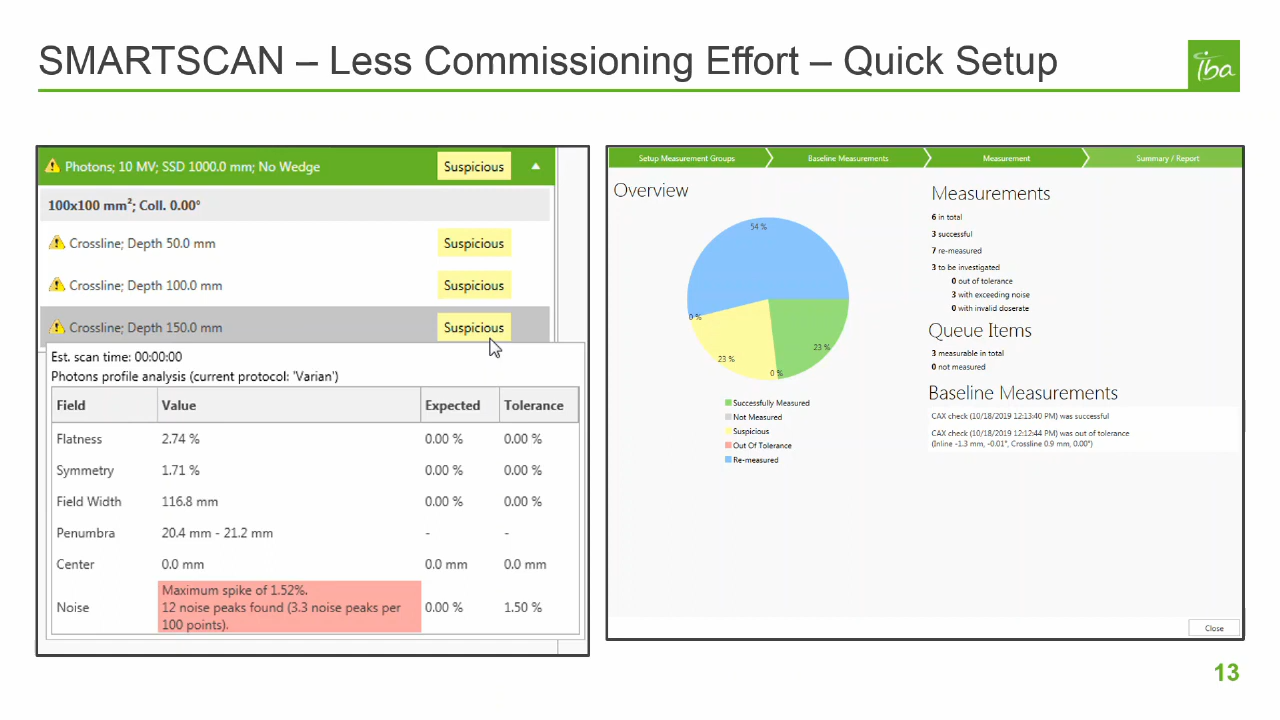 SMARTSCAN – Less Commissioning Effort – Quick Setup
iba
Photons; 10 MV; SSD 1000.0 mm; No Wedge
Suspicious
100x100 mm²; Coll. 0.00°
Crossline; Depth 50.0 mm
Suspicious
Crossline; Depth 100.0 mm
Suspicious
Crossline; Depth 150.0 mm
Suspicious
Est. scan time: 00:00:00
Photons profile analysis (current protocol: 'Varian')
Field Value Expected Tolerance
Flatness 2.74 % 0.00 % 0.00 %
Symmetry 1.71 % 0.00 % 0.00 %
Field Width 116.8 mm 0.00 % 0.00 %
Penumbra 20.4 mm - 21.2 mm - -
Center 0.0 mm 0.0 mm 0.0 mm
Noise
Maximum spike of 1.52%.
12 noise peaks found (3.3 noise peaks per
100 points).
0.00 % 1.50 %
Setup Measurement Groups
Baseline Measurements
Measurement
Summary / Report
Overview
54 %
0 %
23 %
0 %
23 %
Successfully Measured
Not Measured
Suspicious
Out Of Tolerance
Re-measured
Measurements
6 in total
3 successful
7 re-measured
3 to be investigated
0 out of tolerance
3 with exceeding noise
0 with invalid doserate
Queue Items
3 measurable in total
0 not measured
Baseline Measurements
CAX check (10/18/2019 12:13:40 PM) was successful
CAX check (10/18/2019 12:12:44 PM) was out of tolerance
(Inline -1.3 mm, -0.01°, Crossline 0.9 mm, 0.00°)
Close
13